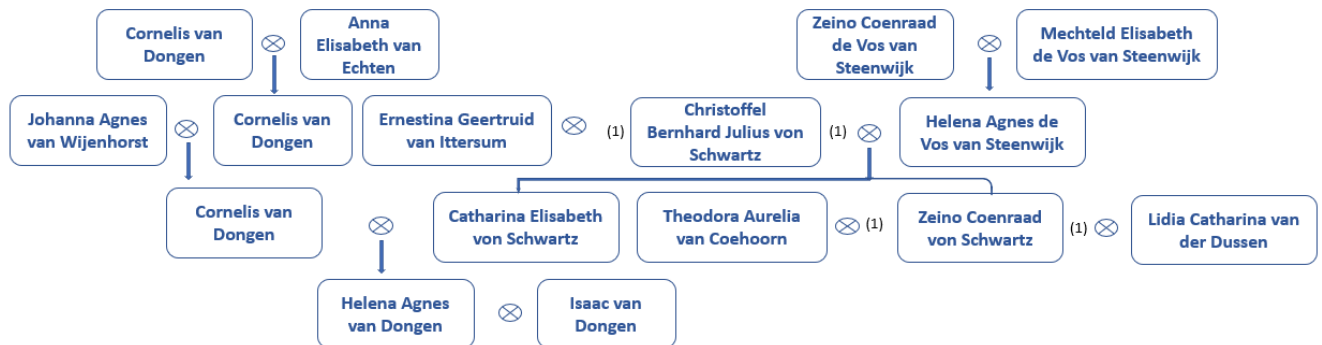 Cornelis van
Dongen
Anna
Elisabeth van
Echten
Zeino Coenraad
de Vos van
Steenwijk
Mechteld Elisabeth
de Vos van Steenwijk
Johanna Agnes
van Wijenhorst
Cornelis van
Dongen
Ernestina Geertruid
van Ittersum
(1)
Christoffel
Bernhard Julius von
Schwartz
(1)
Helena Agnes de
Vos van Steenwijk
Cornelis van
Dongen
Catharina Elisabeth
von Schwartz
Theodora Aurelia
van Coehoorn
(1)
Zeino Coenraad
von Schwartz
(1)
Lidia Catharina van
der Dussen
Helena Agnes
van Dongen
Isaac van
Dongen